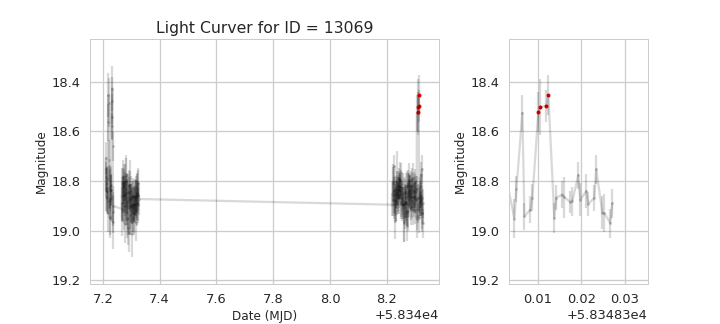 Light Curver for ID = 13069
18.4 18.4
18.6 18.6
Magnitude Magnitude
18.8 18.8
19.0 19.0
19.2 19.2
7.2 7.4 7.6 7.8 8.0 8.2 0.01 0.02 0.03
Date (MJD) +5.834e4 +5.83483e4